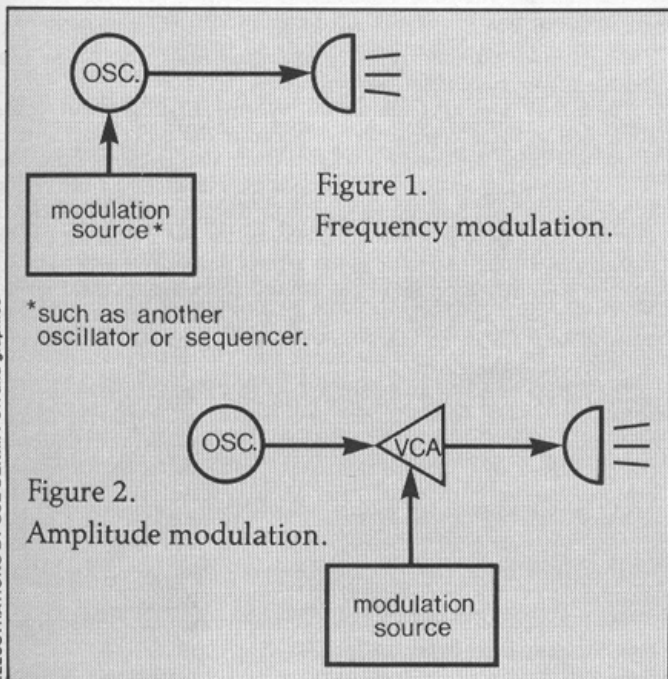 OSC.
modulation
source*
Figure 1.
Frequency modulation.
*such as another
oscillator or sequencer.
OSC.
VCA
Figure 2.
Amplitude modulation.
modulation
source